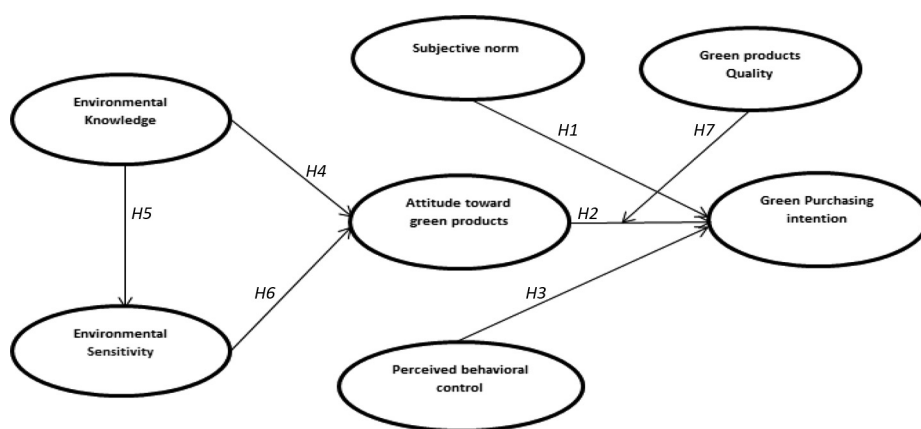 Subjective norm
Green products
Quality
Environmental
Knowledge
H1
H7
H4
Attitude toward
green products
H2
Green Purchasing
intention
H5
H6
H3
Environmental
Sensitivity
Perceived behavioral
control